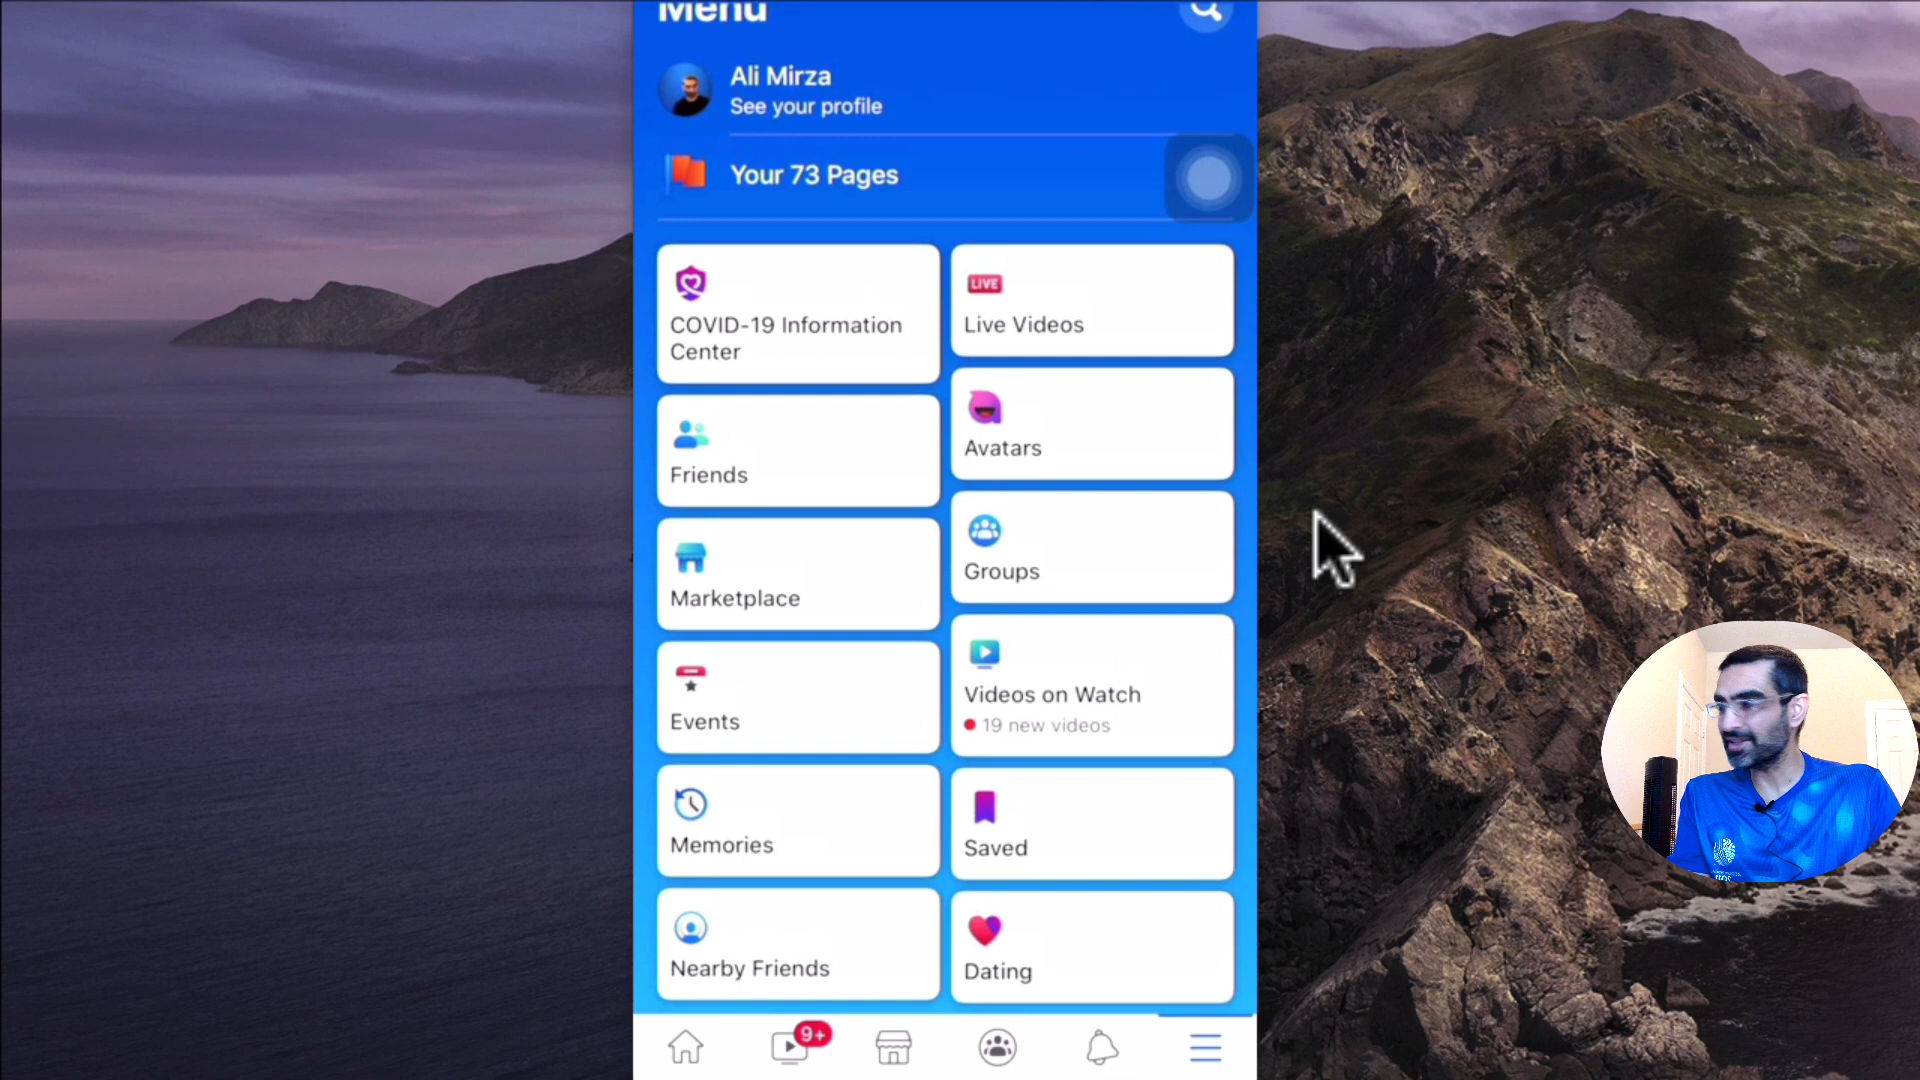 Menu
Ali Mirza
See your profile
Your 73 Pages
COVID-19 Information
Center
LIVE
Live Videos
Friends
Avatars
Marketplace
Groups
Events
Videos on Watch
19 new videos
Memories
Saved
Nearby Friends
Dating
9+